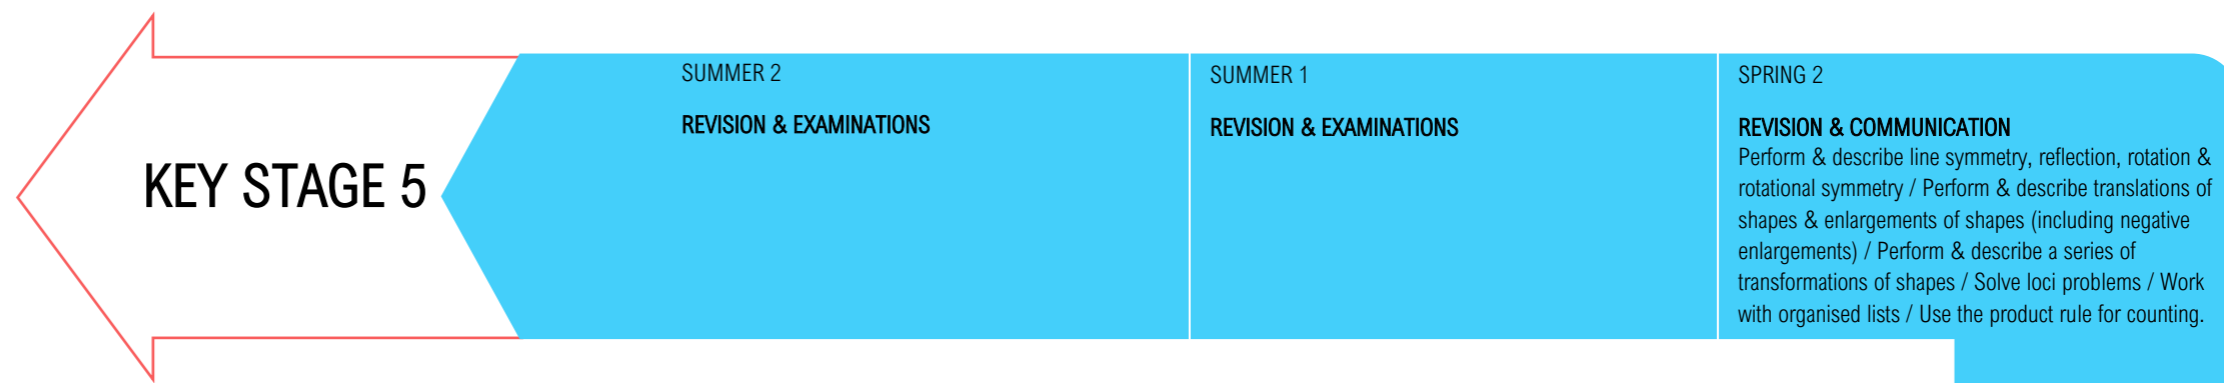 KEY STAGE 5
SUMMER 2
REVISION & EXAMINATIONS
SUMMER 1
REVISION & EXAMINATIONS
SPRING 2
REVISION & COMMUNICATION
Perform & describe line symmetry, reflection, rotation &
rotational symmetry / Perform & describe translations of
shapes & enlargements of shapes (including negative
enlargements) / Perform & describe a series of
transformations of shapes / Solve loci problems / Work
with organised lists / Use the product rule for counting.